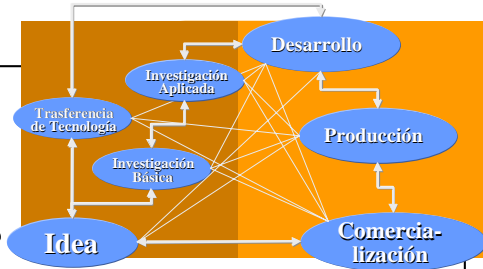 Desarrollo
Investigación
Aplicada
Trasferencia
de Tecnología
Producción
Investigación
Básica
Idea
Comercia-
lización